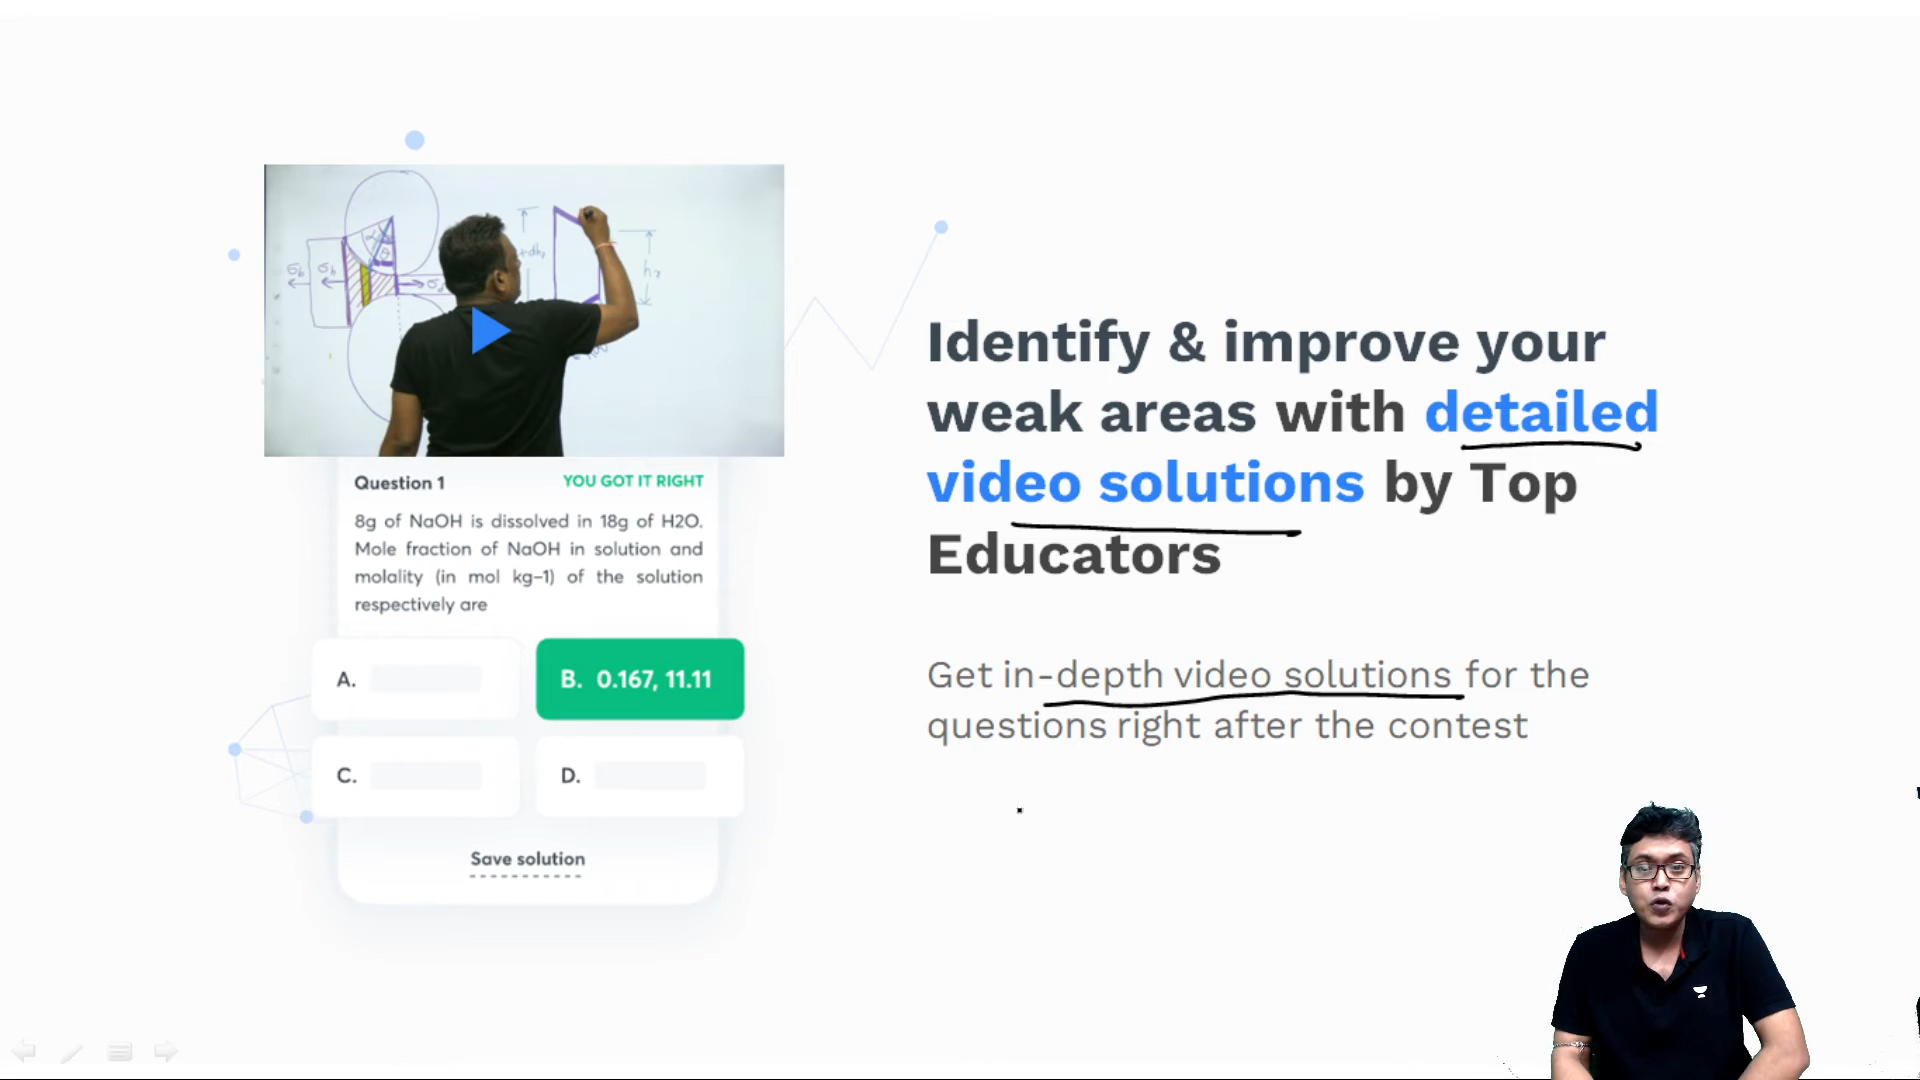 σb
σb
hx
Question 1
YOU GOT IT RIGHT
8g of NaOH is dissolved in 18g of H2O.
Mole fraction of NaOH in solution and
molality (in mol kg–1) of the solution
respectively are
A.
B. 0.167, 11.11
C.
D.
Save solution
Identify & improve your
weak areas with detailed
video solutions by Top
Educators
Get in-depth video solutions for the
questions right after the contest